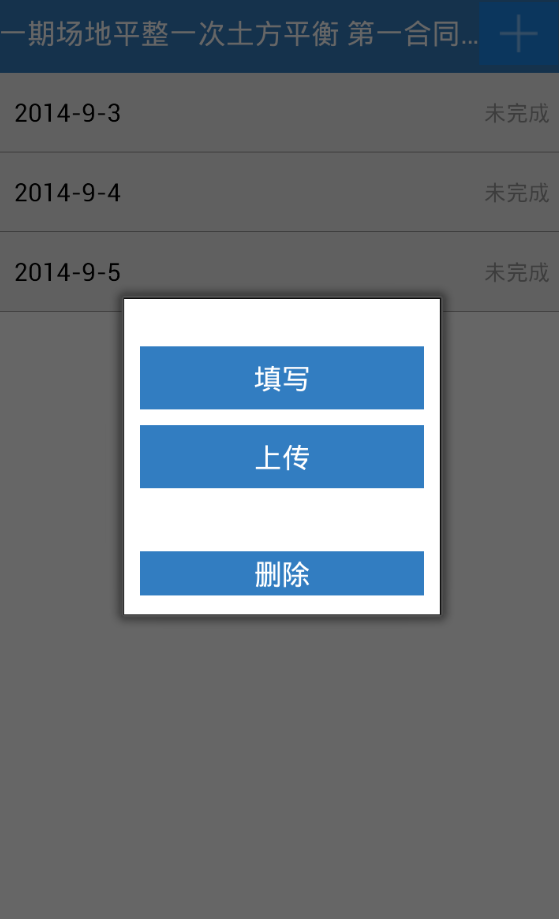 一期场地平整一次土方平衡 第一合同...
2014-9-3 未完成
2014-9-4 未完成
2014-9-5 未完成
填写
上传
删除